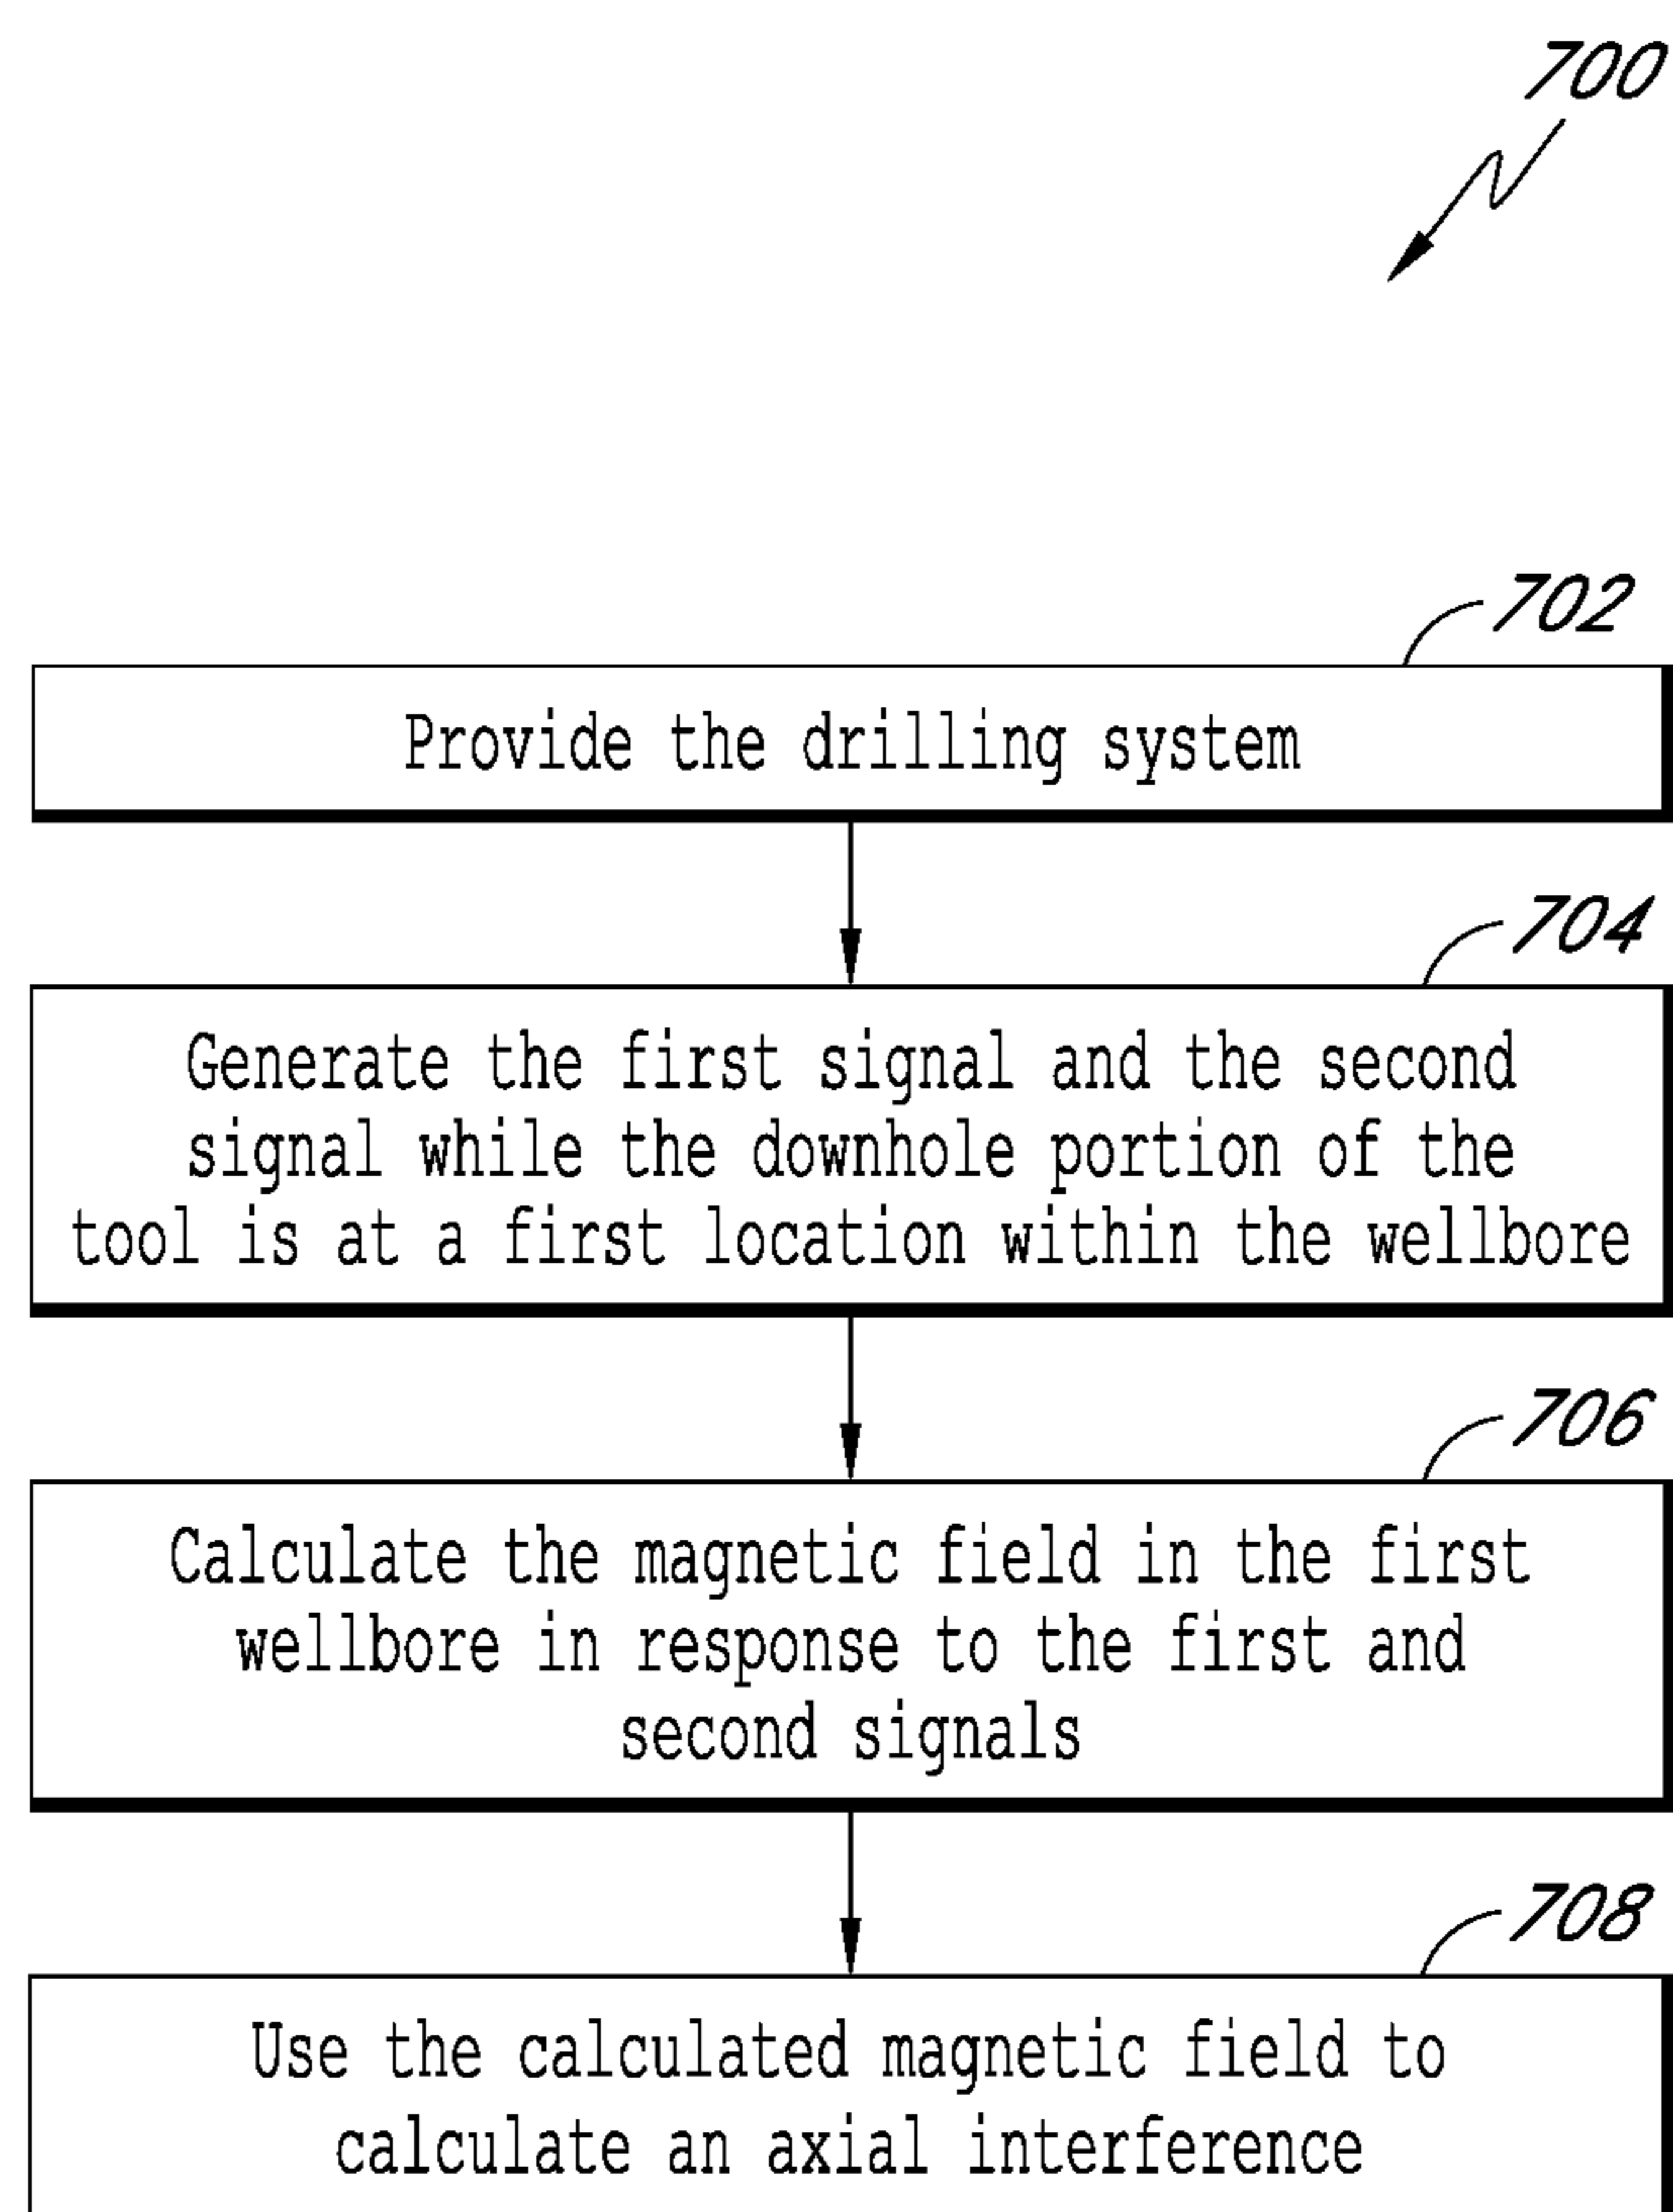 700
702
Provide the drilling system
704
Generate the first signal and the second
signal while the downhole portion of the
tool is at a first location within the wellbore
706
Calculate the magnetic field in the first
wellbore in response to the first and
second signals
708
Use the calculated magnetic field to
calculate an axial interference